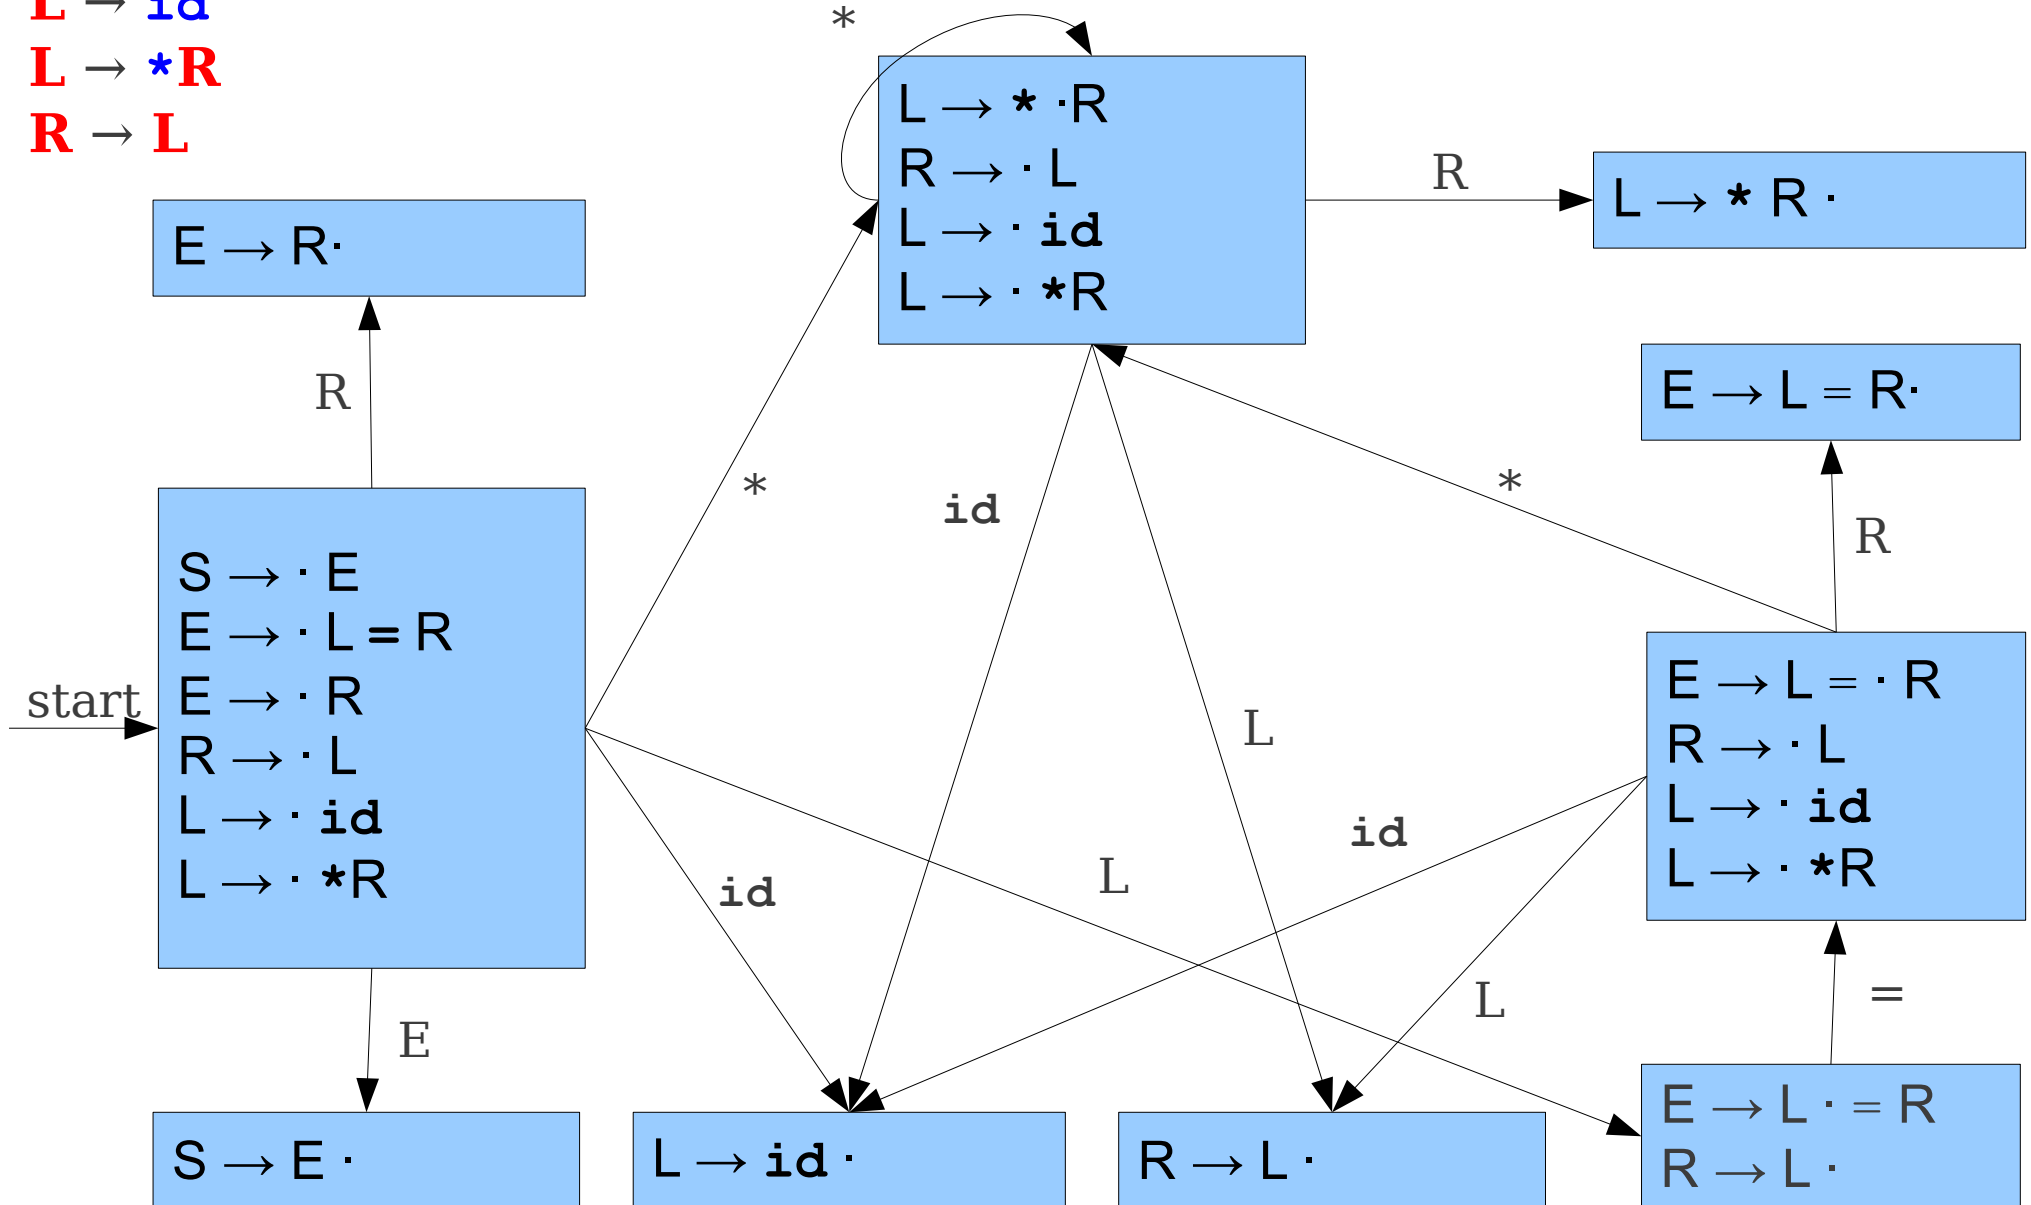 L → id
L → *R
R → L
*
L → * ·R
R → · L
L → · id
L → · *R
R
L → * R ·
E → R·
R
E → L = R·
R
*
*
id
S → · E
E → · L = R
E → · R
R → · L
L → · id
L → · *R
start
E → L = · R
R → · L
L → · id
L → · *R
L
id
L
id
L
=
E
S → E ·
L → id ·
R → L ·
E → L · = R
R → L ·